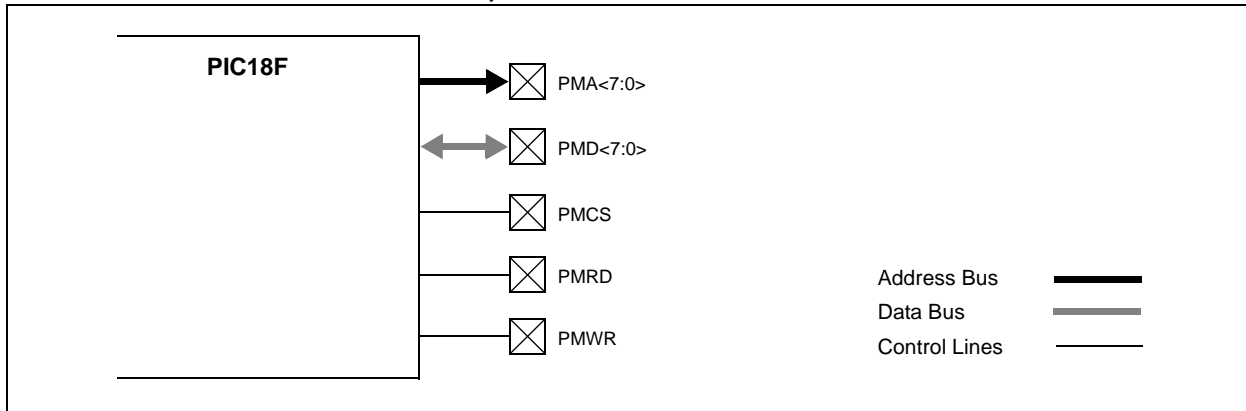 PIC18F
PMA<7:0>
PMD<7:0>
PMCS
PMRD
PMWR
Address Bus
Data Bus
Control Lines